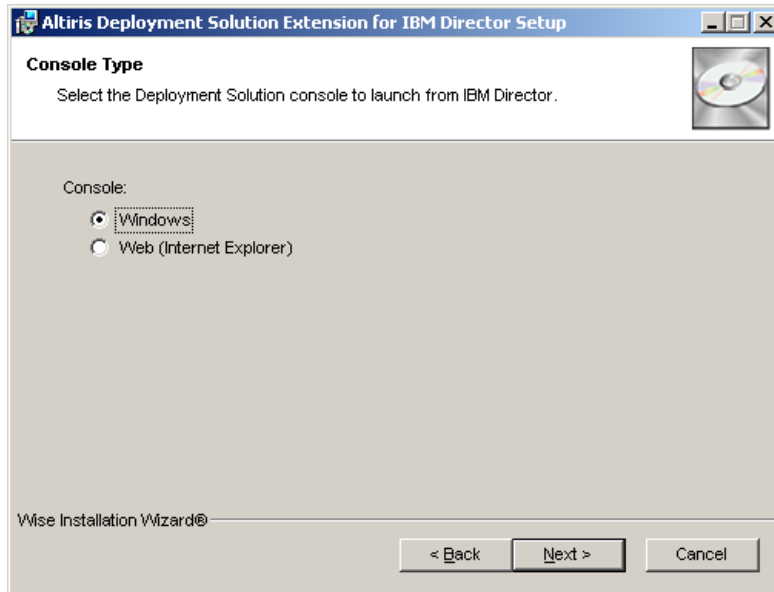 Altiris Deployment Solution Extension for IBM Director Setup
Console Type
Select the Deployment Solution console to launch from IBM Director.
Console:
Windows
Web (Internet Explorer)
Wise Installation Wizard®
< Back
Next >
Cancel